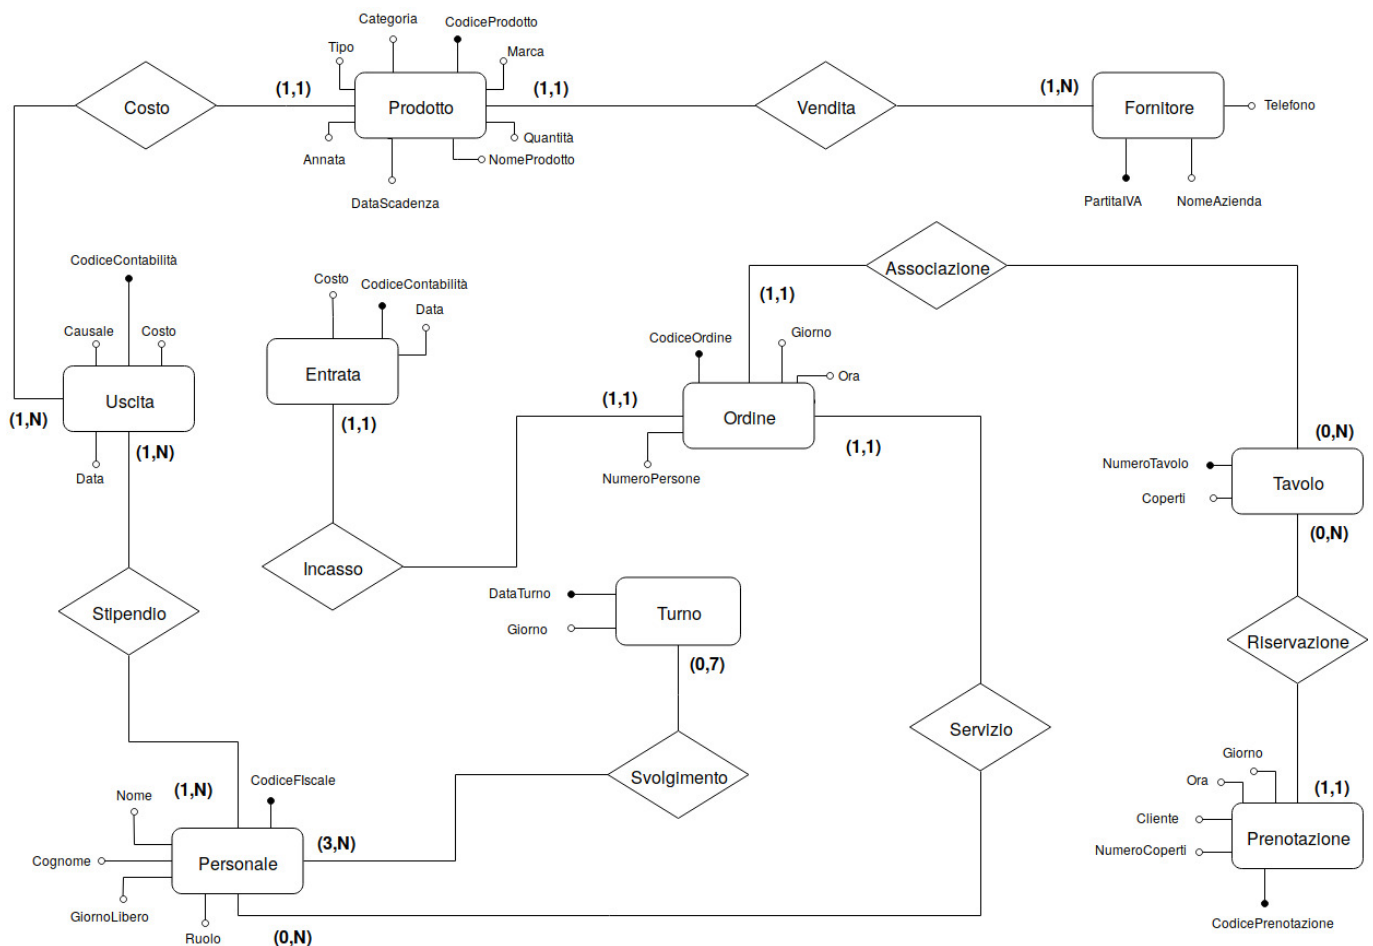 Categoria
CodiceProdotto
Tipo
Marca
Costo
(1,1)
Prodotto
(1,1)
Vendita
(1,N)
Fornitore
Telefono
Annata
Quantità
NomeProdotto
DataScadenza
PartitaIVA
NomeAzienda
CodiceContabilità
Costo
CodiceContabilità
Data
Associazione
(1,1)
Causale
Costo
CodiceOrdine
Giorno
Ora
Uscita
Entrata
Ordine
(1,N)
(1,N)
(1,1)
(1,1)
(1,1)
(0,N)
Data
NumeroPersone
NumeroTavolo
Coperti
Tavolo
(0,N)
Incasso
Stipendio
DataTurno
Giorno
Turno
(0,7)
Riservazione
Servizio
Svolgimento
Nome
(1,N)
CodiceFiscale
Giorno
Ora
(1,1)
Cliente
NumeroCoperti
Prenotazione
(3,N)
Cognome
Personale
GiornoLibero
Ruolo
(0,N)
CodicePrenotazione